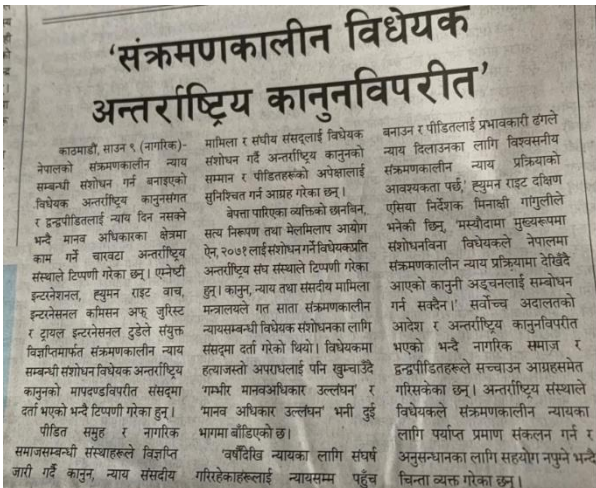 'संक्रमणकालीन विधेयक
अन्तर्राष्ट्रिय कानुनविपरीत'
काठमाडौं, साउन ९ (नागरिक)-
नेपालको संक्रमणकालीन न्याय
सम्बन्धी संशोधन गर्न बनाइएको
विधेयक अन्तर्राष्ट्रिय कानुनसंगत
र द्वन्द्वपीडितलाई न्याय दिन नसक्ने
भन्दै मानव अधिकारका क्षेत्रमा
काम गर्ने चारवटा अन्तर्राष्ट्रिय
संस्थाले टिप्पणी गरेका छन्। एम्नेष्टी
इन्टरनेशनल, ह्युमन राइट वाच,
इन्टरनेसनल कमिसन अफ् जुरिस्ट
र ट्रायल इन्टरनेसनल टुडेले संयुक्त
विज्ञप्तिमार्फत संक्रमणकालीन न्याय
सम्बन्धी संशोधन विधेयक अन्तर्राष्ट्रिय
कानुनको मापदण्डविपरीत संसद्मा
दर्ता भएको भन्दै टिप्पणी गरेका हुन्।
पीडित समुह र नागरिक
समाजसम्बन्धी संस्थाहरूले विज्ञप्ति
जारी गर्दै कानुन, न्याय संसदीय
मामिला र संघीय संसद्लाई विधेयक
संशोधन गर्दै अन्तर्राष्ट्रिय कानुनको
सम्मान र पीडितहरूको अपेक्षालाई
सुनिश्चित गर्न आग्रह गरेका छन्।
बेपत्ता पारिएका व्यक्तिको छानबिन,
सत्य निरूपण तथा मेलमिलाप आयोग
ऐन, २०७१ लाई संशोधन गर्ने विधेयकप्रति
अन्तर्राष्ट्रिय संघ संस्थाले टिप्पणी गरेका
हुन्। कानुन, न्याय तथा संसदीय मामिला
मन्त्रालयले गत साता संक्रमणकालीन
न्यायसम्बन्धी विधेयक संशोधनका लागि
संसद्मा दर्ता गरेको थियो। विधेयकमा
हत्याजस्तो अपराधलाई पनि खुम्चाउँदै
'गम्भीर मानवअधिकार उल्लंघन' र
'मानव अधिकार उल्लंघन' भनी दुई
भागमा बाँडिएको छ।
'वर्षौंदेखि न्यायका लागि संघर्ष
गरिरहेकाहरूलाई न्यायसम्म पहुँच
बनाउन र पीडितलाई प्रभावकारी ढंगले
न्याय दिलाउनका लागि विश्वसनीय
संक्रमणकालीन न्याय प्रक्रियाको
आवश्यकता पर्छ,' ह्युमन राइट दक्षिण
एसिया निर्देशक मिनाक्षी गांगुलीले
भनेकी छिन्, 'मस्यौदामा मुख्यरूपमा
संशोधनविना विधेयकले नेपालमा
संक्रमणकालीन न्याय प्रक्रियामा देखिँदै
आएको कानुनी अड्चनलाई सम्बोधन
गर्न सक्दैन।' सर्वोच्च अदालतको
आदेश र अन्तर्राष्ट्रिय कानुनविपरीत
भएको भन्दै नागरिक समाज र
द्वन्द्वपीडितहरूले सच्चाउन आग्रहसमेत
गरिसकेका छन्। अन्तर्राष्ट्रिय संस्थाले
विधेयकले संक्रमणकालीन न्यायका
लागि पर्याप्त प्रमाण संकलन गर्न र
अनुसन्धानका लागि सहयोग नपुग्ने भन्दै
चिन्ता व्यक्त गरेका छन्।